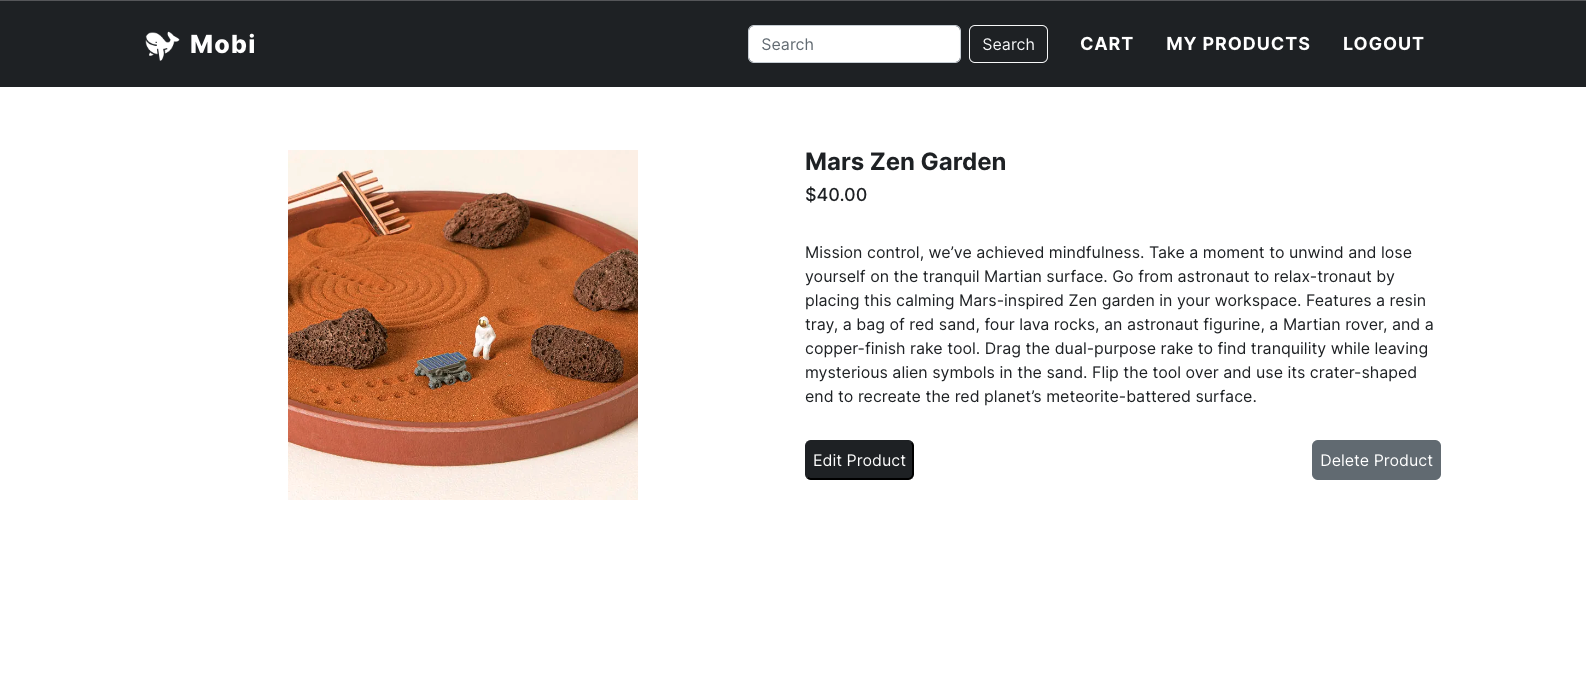 Mobi
Search
Search
CART
MY PRODUCTS
LOGOUT
Mars Zen Garden
$40.00
Mission control, we’ve achieved mindfulness. Take a moment to unwind and lose
yourself on the tranquil Martian surface. Go from astronaut to relax-tronaut by
placing this calming Mars-inspired Zen garden in your workspace. Features a resin
tray, a bag of red sand, four lava rocks, an astronaut figurine, a Martian rover, and a
copper-finish rake tool. Drag the dual-purpose rake to find tranquility while leaving
mysterious alien symbols in the sand. Flip the tool over and use its crater-shaped
end to recreate the red planet’s meteorite-battered surface.
Edit Product
Delete Product